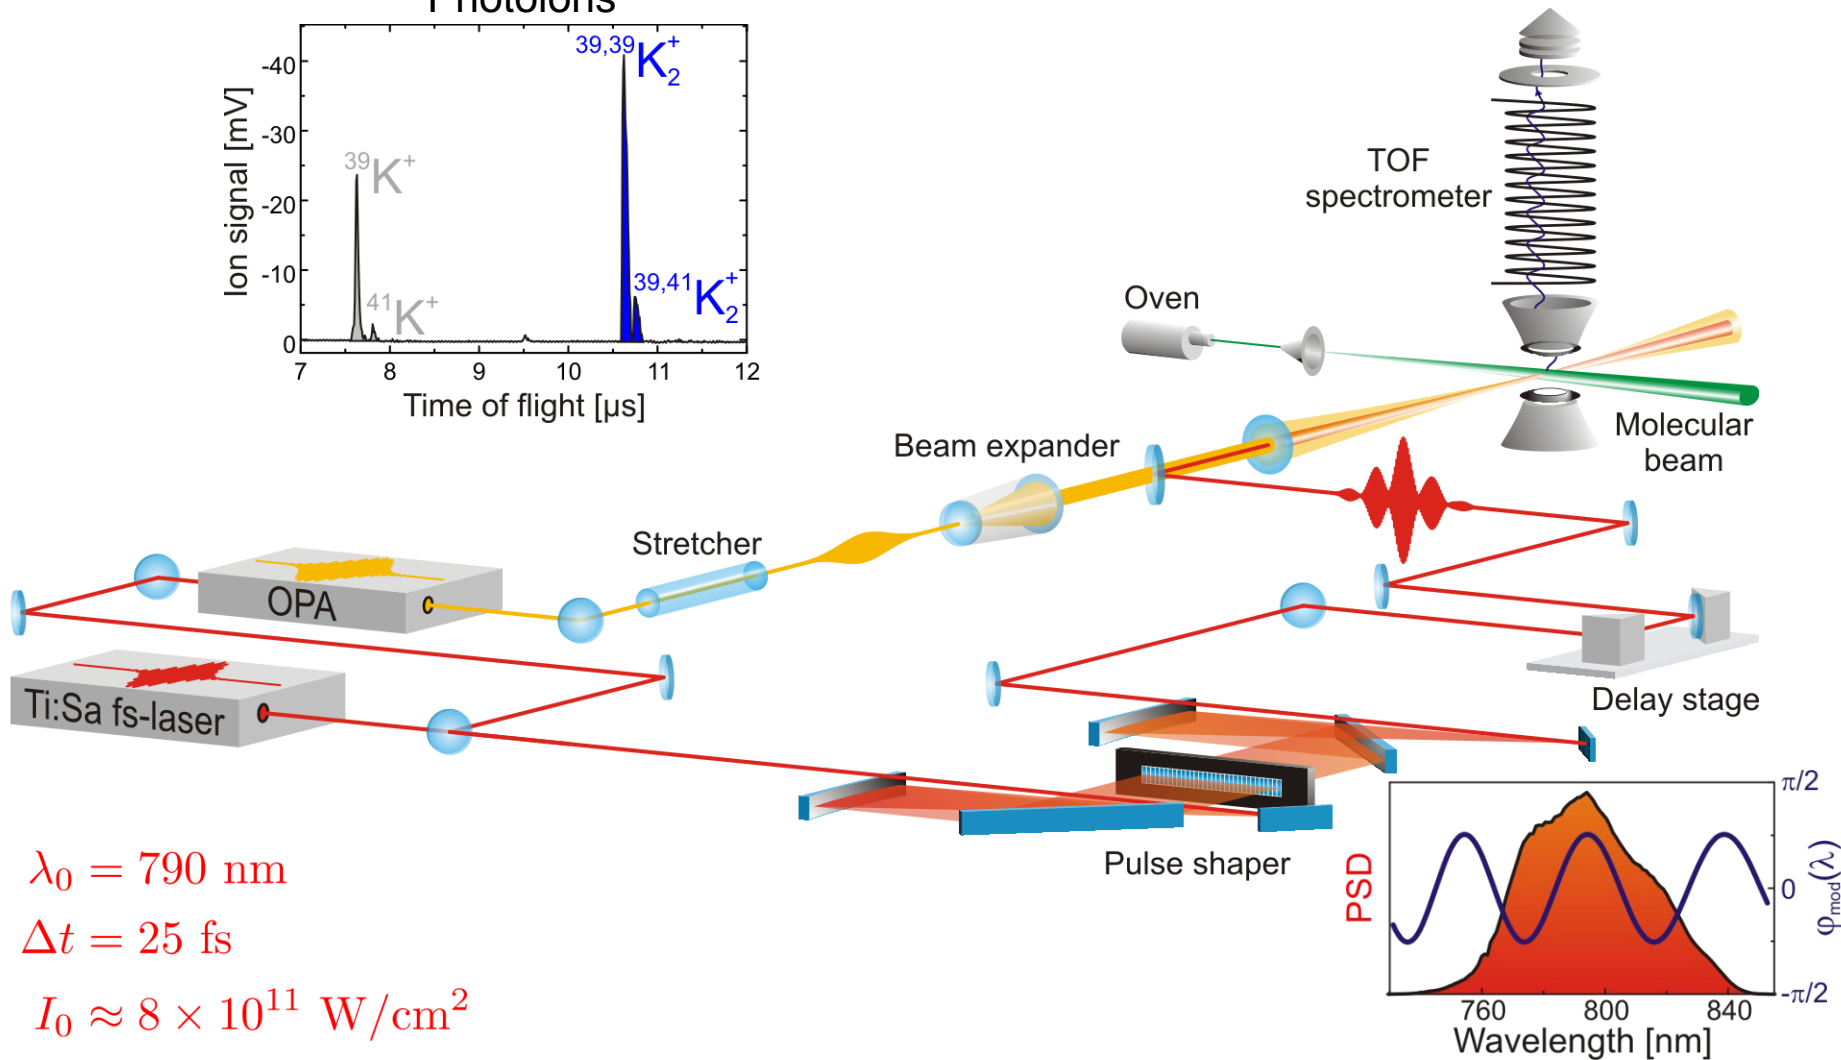 Photoions
Ion signal [mV]
-40
-30
-20
-10
0
39K+
41K+
39,39K2+
39,41K2+
7 8 9 10 11 12
Time of flight [µs]
TOF
spectrometer
Oven
Molecular
beam
Beam expander
Stretcher
OPA
Ti:Sa fs-laser
Delay stage
Pulse shaper
λ0 = 790 nm
Δt = 25 fs
I0 ≈ 8 × 10^11 W/cm^2
PSD
π/2
0
-π/2
φmod(λ)
760 800 840
Wavelength [nm]